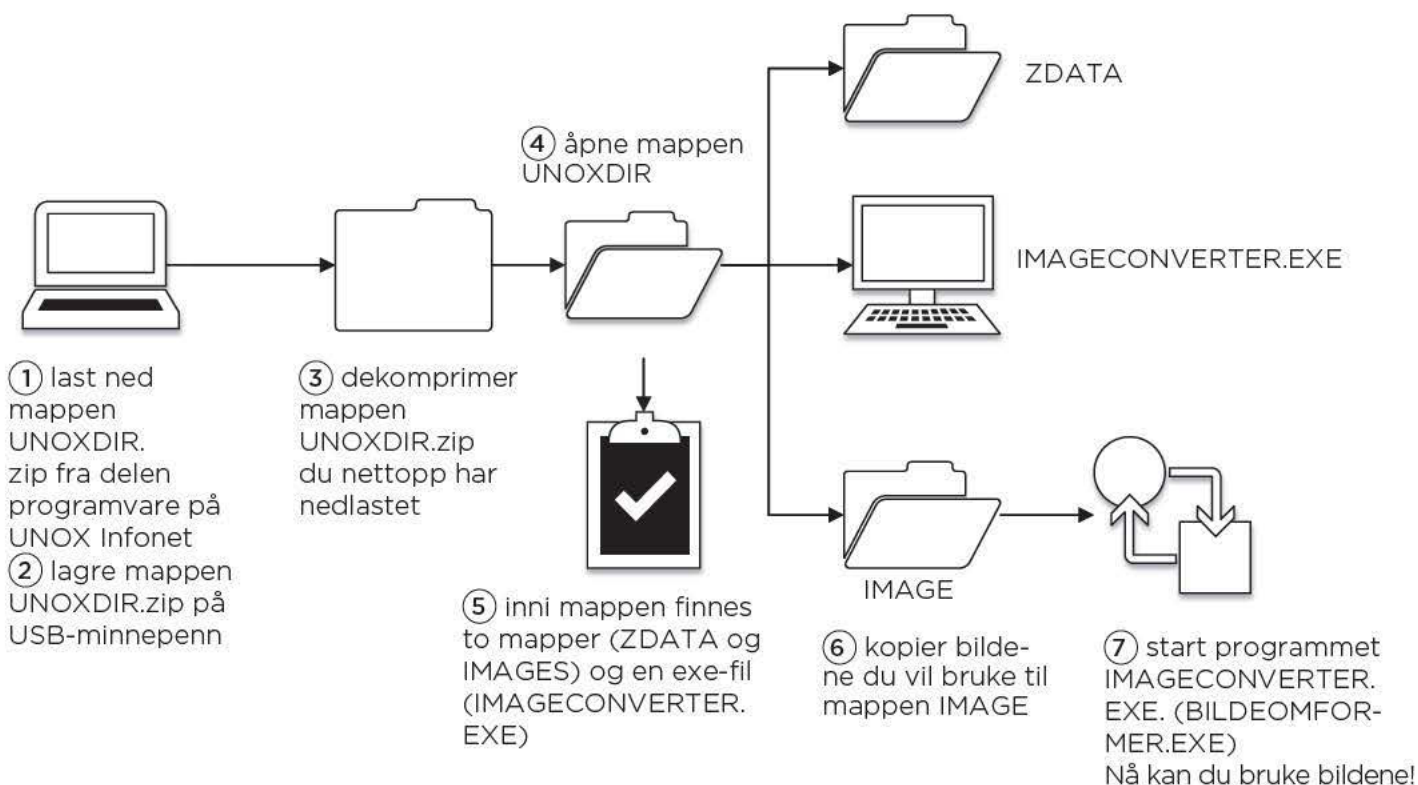 ① last ned
mappen
UNOXDIR.
zip fra delen
programvare på
UNOX Infonet
② lagre mappen
UNOXDIR.zip på
USB-minnepenn
③ dekomprimer
mappen
UNOXDIR.zip
du nettopp har
nedlastet
④ åpne mappen
UNOXDIR
⑤ inni mappen finnes
to mapper (ZDATA og
IMAGES) og en exe-fil
(IMAGECONVERTER.
EXE)
ZDATA
IMAGECONVERTER.EXE
IMAGE
⑥ kopier bilde-
ne du vil bruke til
mappen IMAGE
⑦ start programmet
IMAGECONVERTER.
EXE. (BILDEOMFOR-
MER.EXE)
Nå kan du bruke bildene!